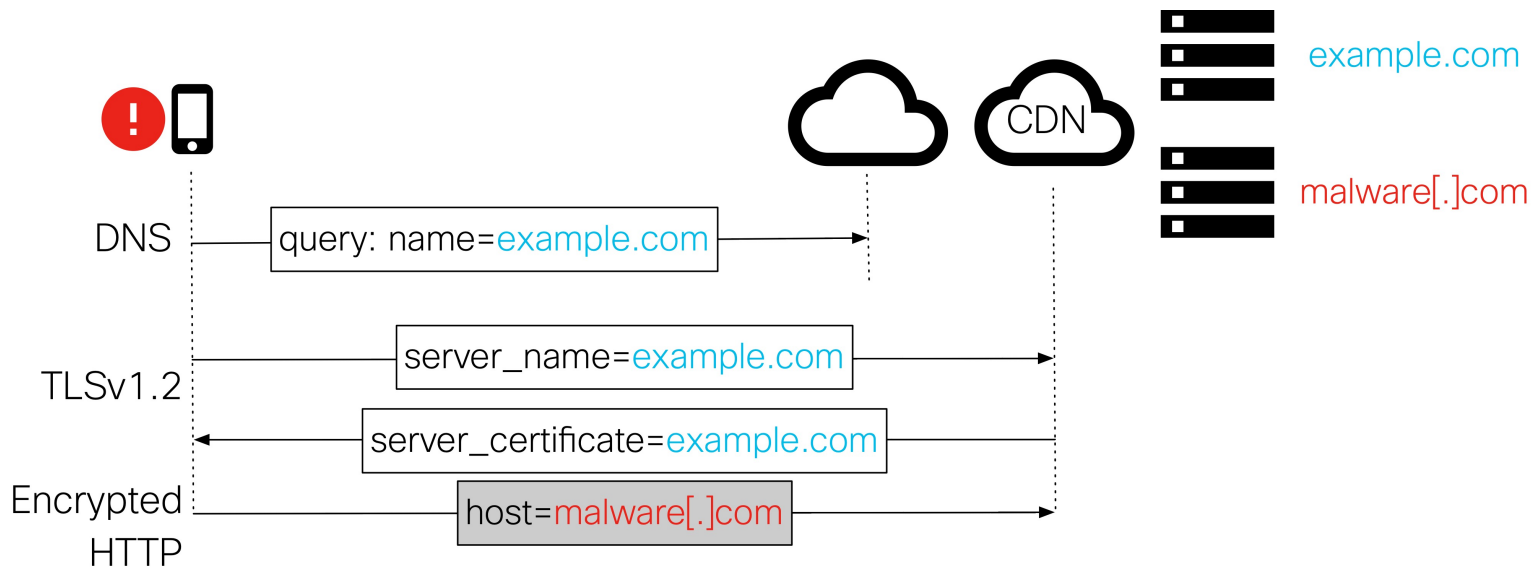 example.com
!
CDN
malware[.]com
DNS
query: name=example.com
server_name=example.com
TLSv1.2
server_certificate=example.com
Encrypted
HTTP
host=malware[.]com